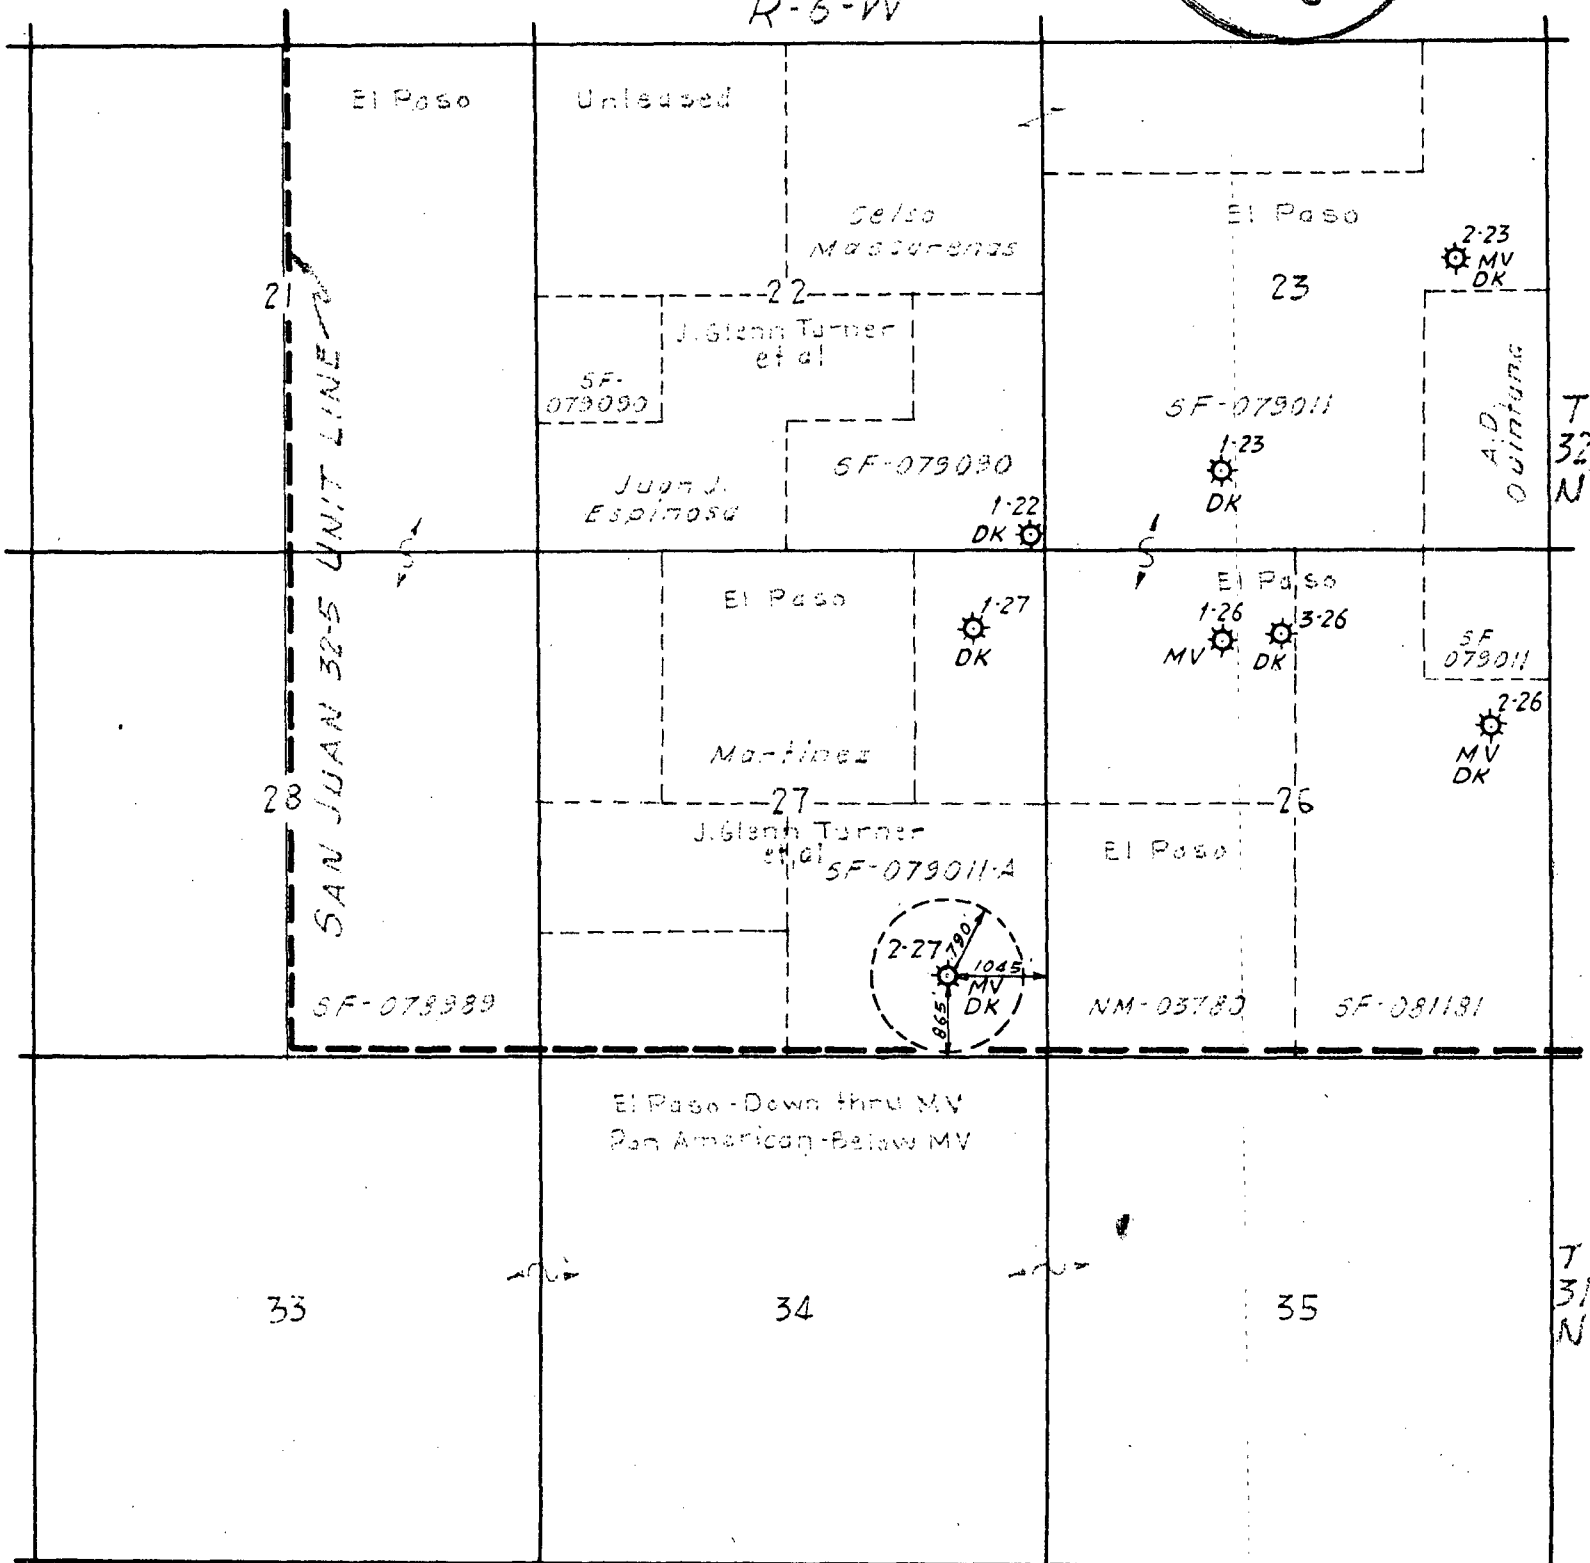 R-6-W
El Paso
Unleased
Celso
Mascarenas
El Paso
2-23
MV
DK
21
22
23
J. Glenn Turner
et al
SF-
079090
SF-079011
A.D.
Quintana
T
32
N
SAN JUAN 32-5 UNIT LINE
SF-079090
1-23
DK
Juan J.
Espinosa
1-22
DK
El Paso
El Paso
1-27
DK
1-26
MV
3-26
DK
SF
079011
2-26
MV
DK
Martinez
28
27
26
J. Glenn Turner
et al
SF-079011-A
El Paso
2-27
790'
1045'
MV
DK
865'
SF-078989
NM-03780
SF-081181
El Paso-Down thru MV
Pan American-Below MV
33
34
35
T
31
N